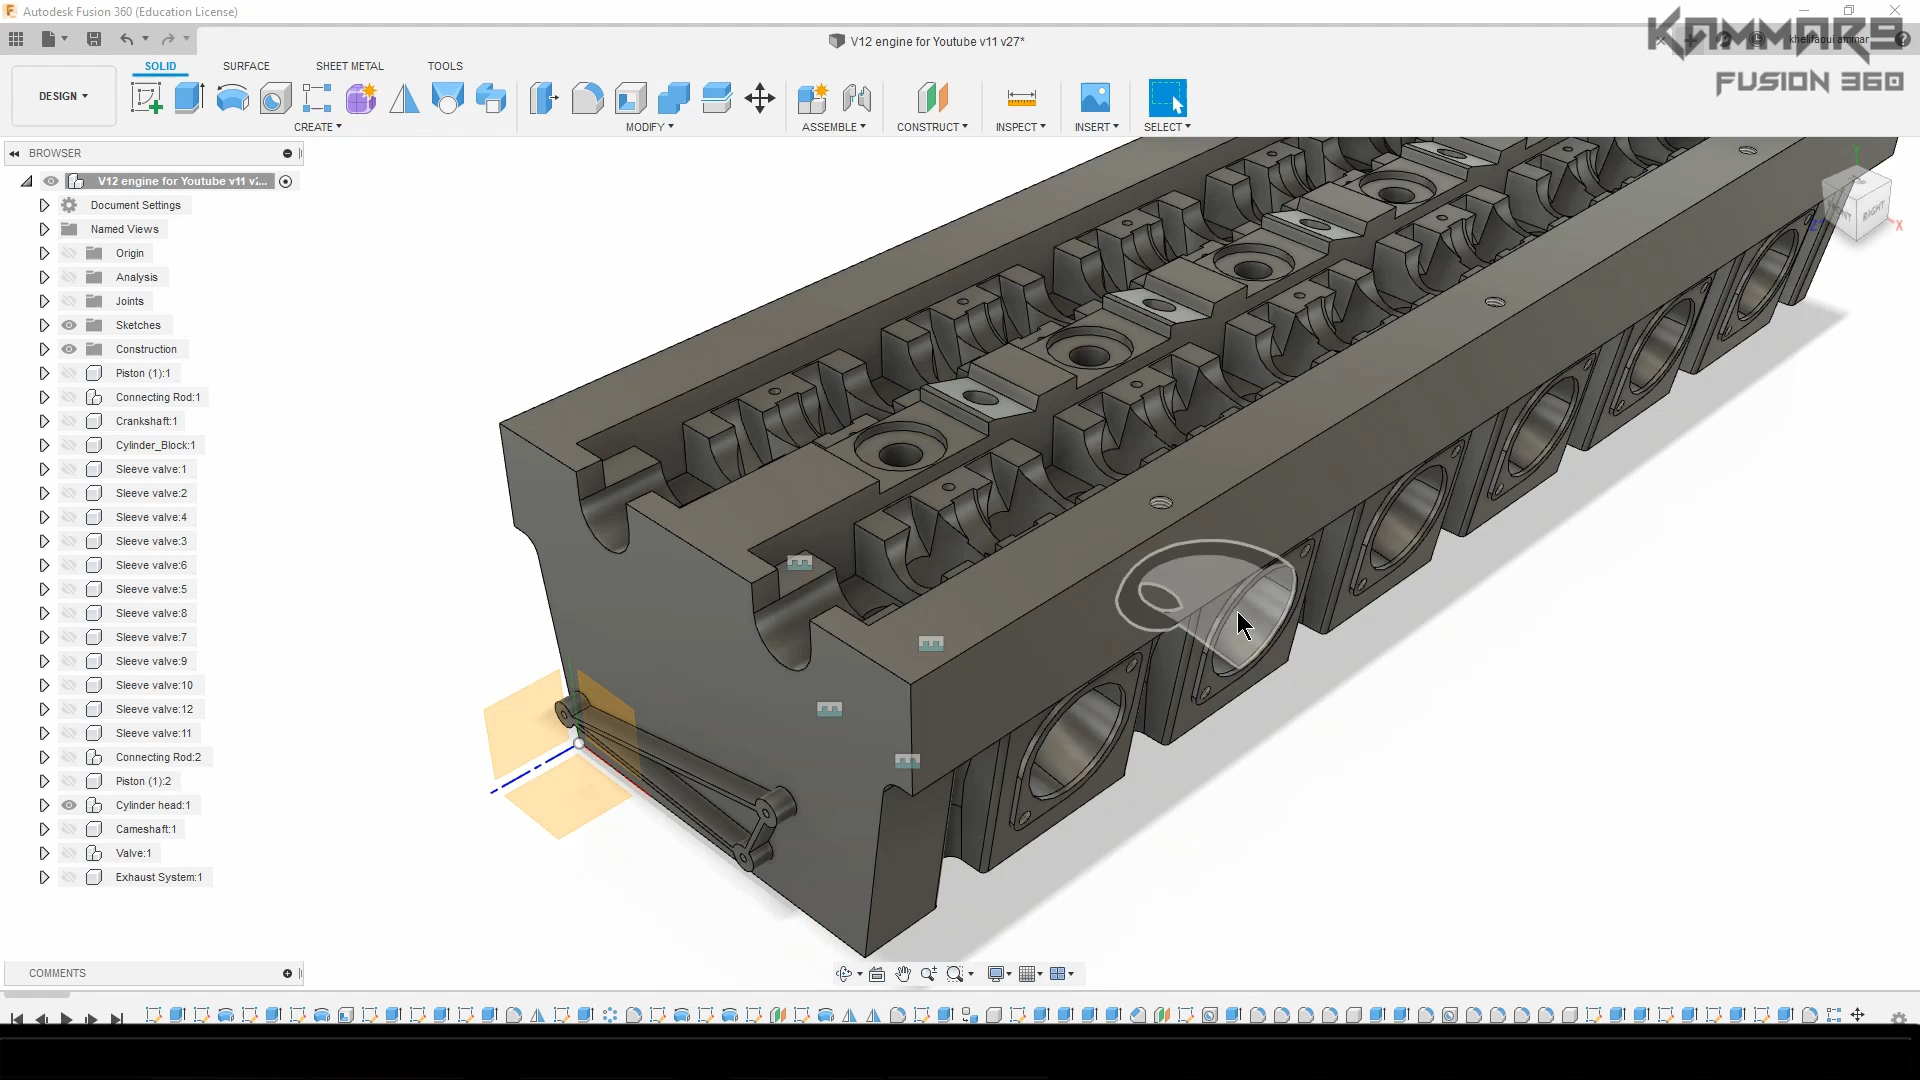 Autodesk Fusion 360 (Education License)
V12 engine for Youtube v11 v27*
khelifaoui ammar
KAMMAR9
FUSION 360
SOLID
SURFACE
SHEET METAL
TOOLS
DESIGN
CREATE
MODIFY
ASSEMBLE
CONSTRUCT
INSPECT
INSERT
SELECT
BROWSER
V12 engine for Youtube v11 v2...
Document Settings
Named Views
Origin
Analysis
Joints
Sketches
Construction
Piston (1):1
Connecting Rod:1
Crankshaft:1
Cylinder_Block:1
Sleeve valve:1
Sleeve valve:2
Sleeve valve:4
Sleeve valve:3
Sleeve valve:6
Sleeve valve:5
Sleeve valve:8
Sleeve valve:7
Sleeve valve:9
Sleeve valve:10
Sleeve valve:12
Sleeve valve:11
Connecting Rod:2
Piston (1):2
Cylinder head:1
Cameshaft:1
Valve:1
Exhaust System:1
Y
RIGHT
Z
X
COMMENTS